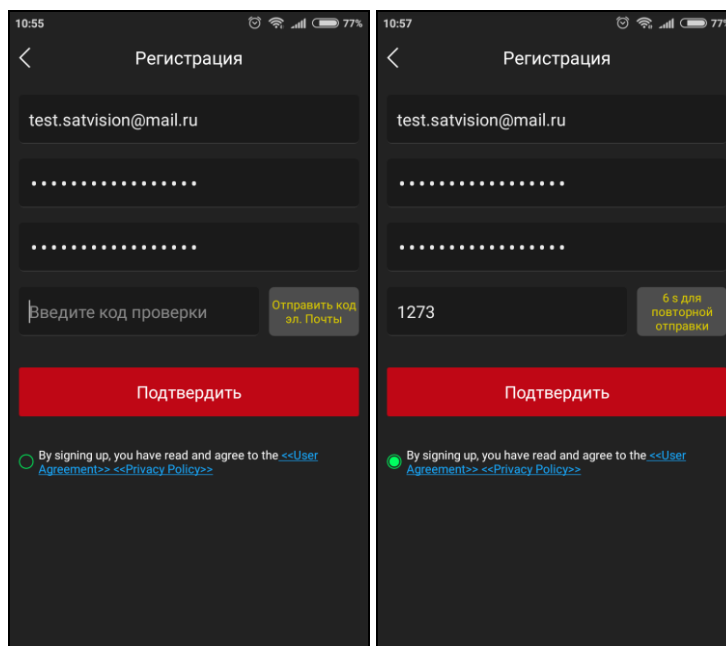 10:55
77%
Регистрация
test.satvision@mail.ru
•••••••••••••••••
•••••••••••••••••
Введите код проверки
Отправить код
эл. Почты
Подтвердить
By signing up, you have read and agree to the <<User
Agreement>> <<Privacy Policy>>
10:57
77%
Регистрация
test.satvision@mail.ru
•••••••••••••••••
•••••••••••••••••
1273
6 s для
повторной
отправки
Подтвердить
By signing up, you have read and agree to the <<User
Agreement>> <<Privacy Policy>>